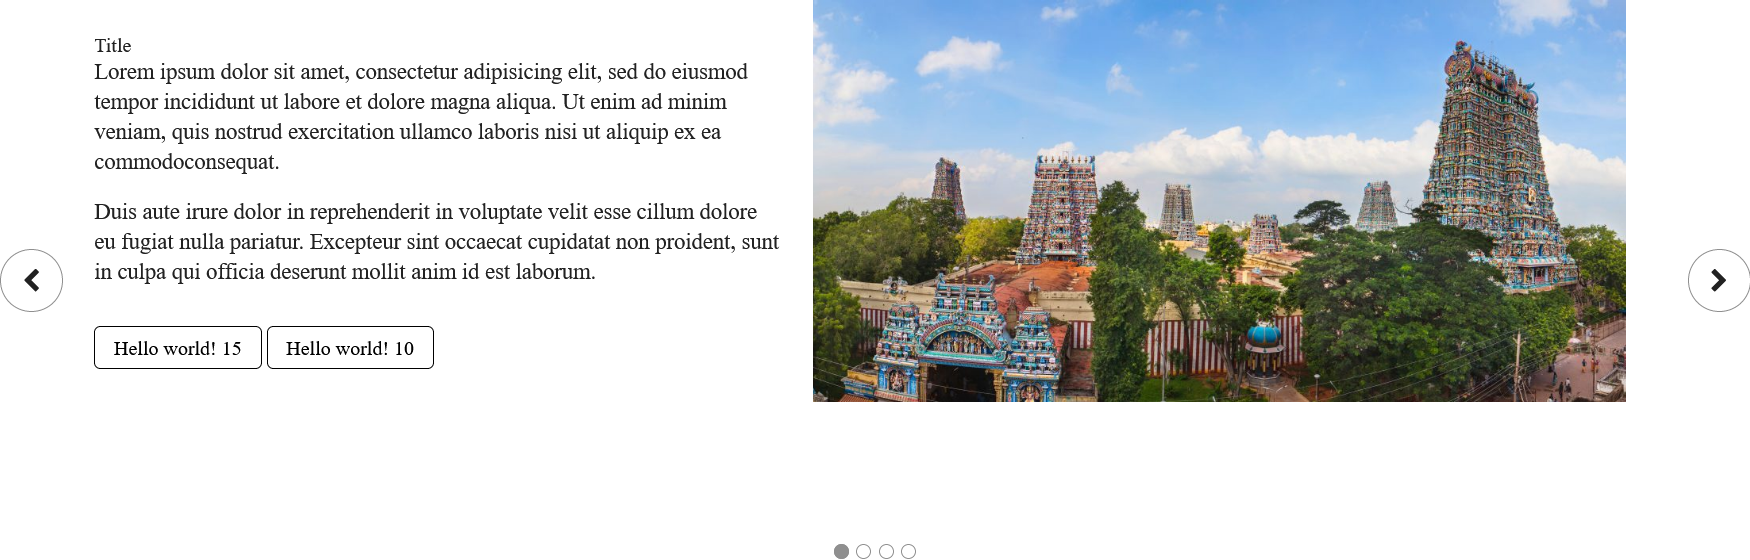 Title
Lorem ipsum dolor sit amet, consectetur adipisicing elit, sed do eiusmod
tempor incididunt ut labore et dolore magna aliqua. Ut enim ad minim
veniam, quis nostrud exercitation ullamco laboris nisi ut aliquip ex ea
commodoconsequat.
Duis aute irure dolor in reprehenderit in voluptate velit esse cillum dolore
eu fugiat nulla pariatur. Excepteur sint occaecat cupidatat non proident, sunt
in culpa qui officia deserunt mollit anim id est laborum.
Hello world! 15 Hello world! 10